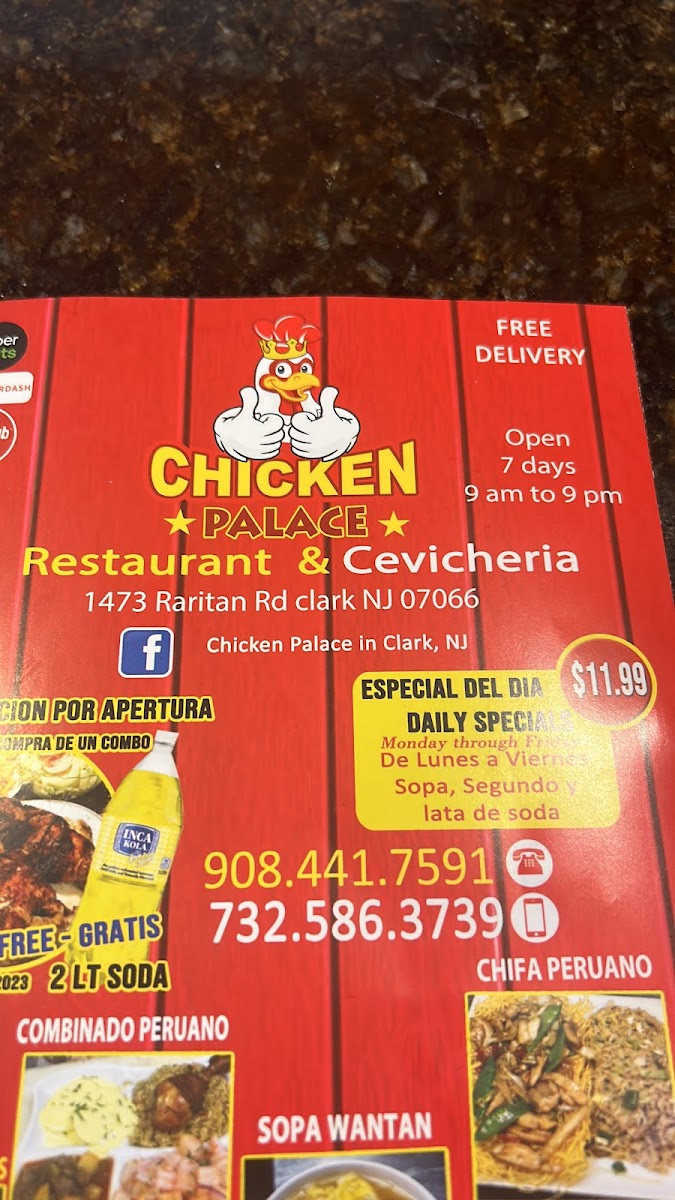 FREE
DELIVERY
Open
7 days
9 am to 9 pm
CHICKEN
PALACE
Restaurant & Cevicheria
1473 Raritan Rd clark NJ 07066
f
Chicken Palace in Clark, NJ
$11.99
ESPECIAL DEL DIA
DAILY SPECIALS
Monday through
De Lunes a Viernes
Sopa, Segundo y
lata de soda
POR APERTURA
DE UN COMBO
INCA
KOLA
FREE - GRATIS
2023 2 LT SODA
908.441.7591
732.586.3739
CHIFA PERUANO
COMBINADO PERUANO
SOPA WANTAN